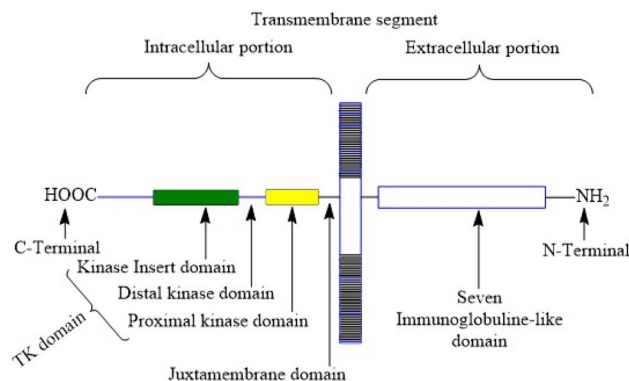 Transmembrane segment
Intracellular portion
Extracellular portion
HOOC
NH2
C-Terminal
N-Terminal
Kinase Insert domain
Distal kinase domain
Proximal kinase domain
TK domain
Seven
Immunoglobuline-like
domain
Juxtamembrane domain